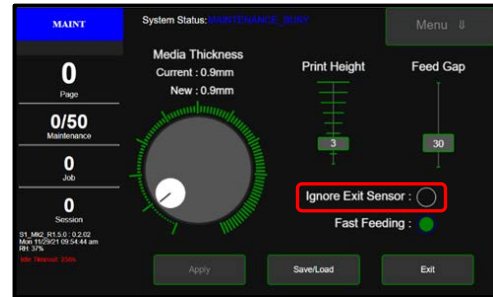 MAINT
System Status: MAINTENANCE_BUSY
Menu ⇓
0
Page
0/50
Maintenance
0
Job
0
Session
S1_Mk2_R1.5.0 : 0.2.02
Mon 11/29/21 09:54:44 am
RH: 37%
Media Thickness
Current : 0.9mm
New : 0.9mm
Print Height
3
Feed Gap
30
Ignore Exit Sensor :
Fast Feeding :
Apply
Save/Load
Exit